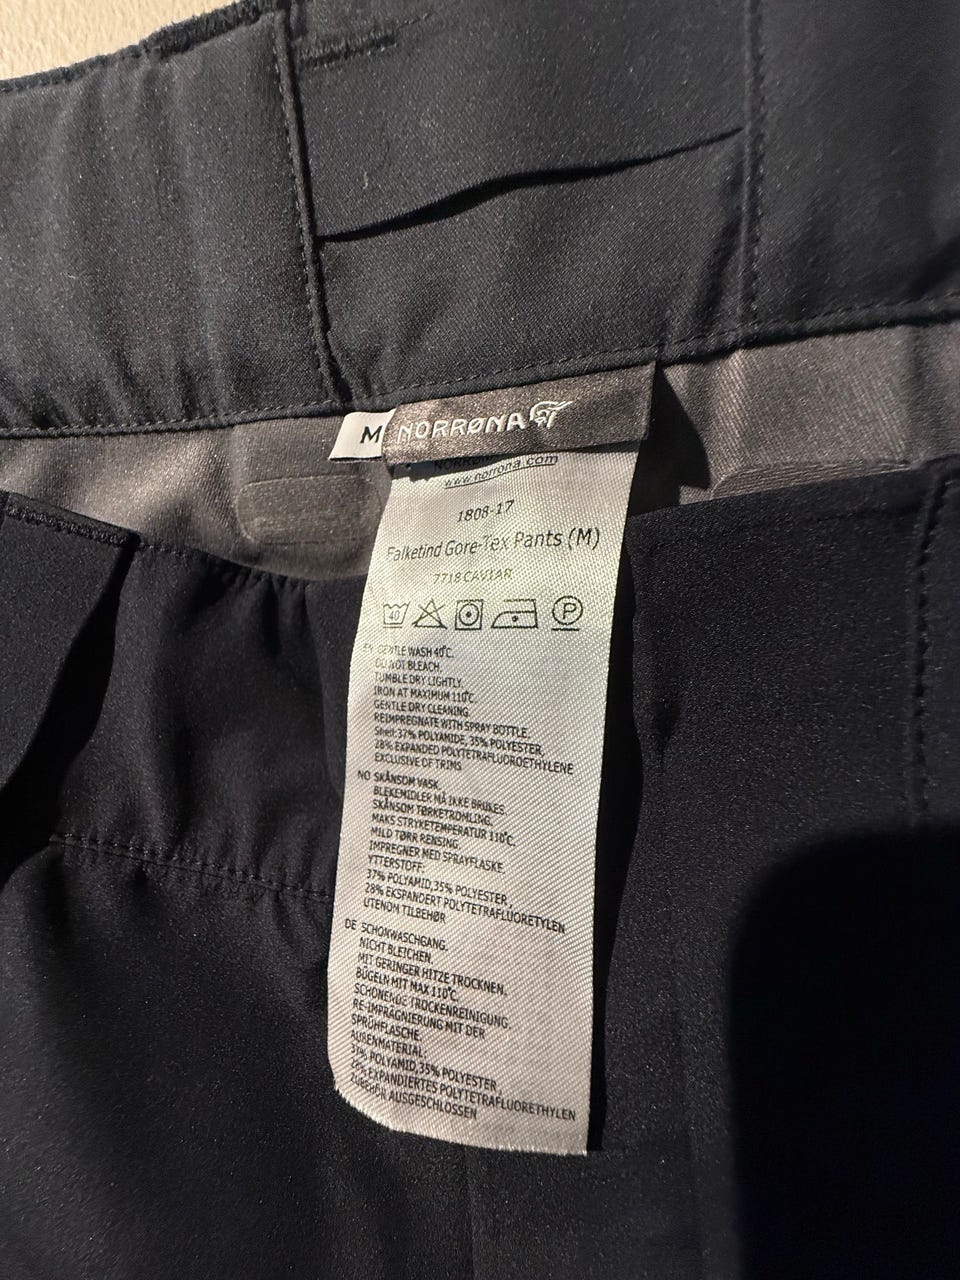 M
NORRØNA
www.norrona.com
1808-17
Falketind Gore-Tex Pants (M)
7718 CAVIAR
40
P
EN GENTLE WASH 40°C.
DO NOT BLEACH.
TUMBLE DRY LIGHTLY.
IRON AT MAXIMUM 110°C.
GENTLE DRY CLEANING.
REIMPREGNATE WITH SPRAY BOTTLE.
Shell:37% POLYAMIDE, 35% POLYESTER,
28% EXPANDED POLYTETRAFLUOROETHYLENE
EXCLUSIVE OF TRIMS
NO SKÅNSOM VASK.
BLEKEMIDLER MÅ IKKE BRUKES.
SKÅNSOM TØRKETROMLING.
MAKS STRYKETEMPERATUR 110°C.
MILD TØRR RENSING.
IMPREGNER MED SPRAYFLASKE.
YTTERSTOFF:
37% POLYAMID,35% POLYESTER,
28% EKSPANDERT POLYTETRAFLUORETYLEN
UTENOM TILBEHØR
DE SCHONWASCHGANG.
NICHT BLEICHEN.
MIT GERINGER HITZE TROCKNEN.
BÜGELN MIT MAX 110°C.
SCHONENDE TROCKENREINIGUNG.
RE-IMPRÄGNIERUNG MIT DER
SPRÜHFLASCHE.
AUßENMATERIAL:
37% POLYAMID,35% POLYESTER,
28% EXPANDIERTES POLYTETRAFLUORETHYLEN
ZUBEHÖR AUSGESCHLOSSEN